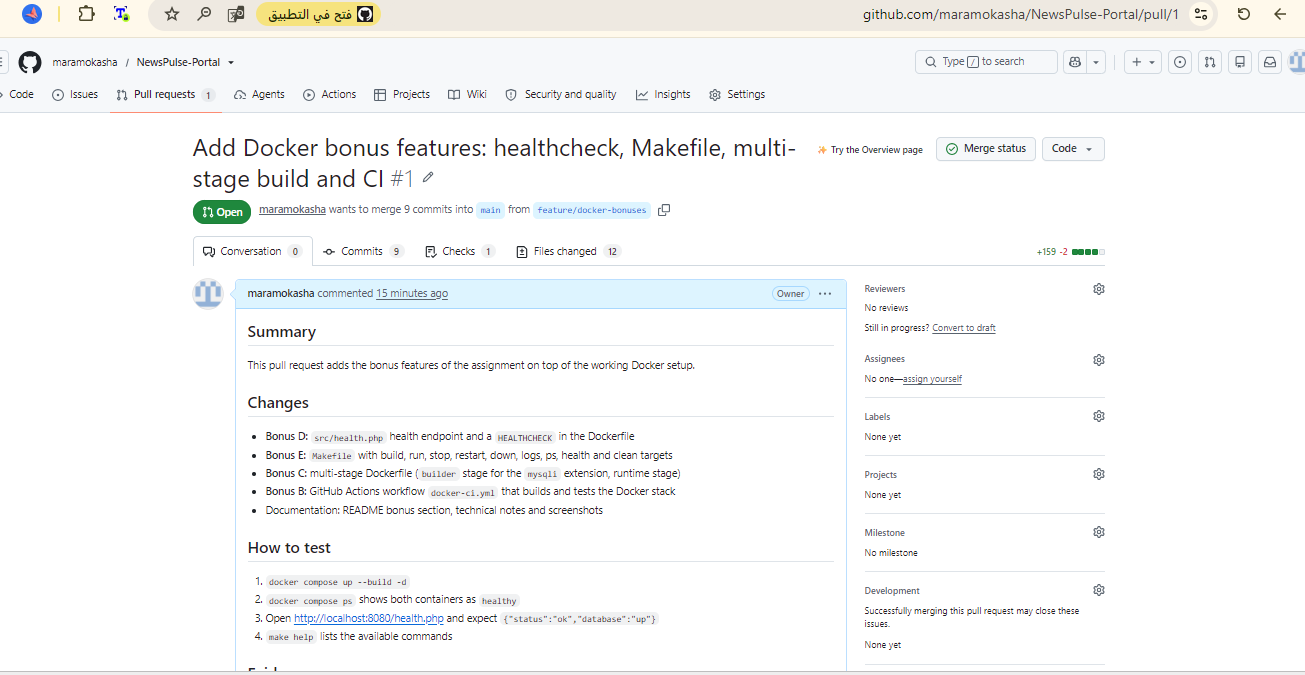 فتح في التطبيق
github.com/maramokasha/NewsPulse-Portal/pull/1
maramokasha / NewsPulse-Portal
Type / to search
Code
Issues
Pull requests 1
Agents
Actions
Projects
Wiki
Security and quality
Insights
Settings
Add Docker bonus features: healthcheck, Makefile, multi-
stage build and CI #1
Try the Overview page
Merge status
Code
Open
maramokasha wants to merge 9 commits into main from feature/docker-bonuses
Conversation 0
Commits 9
Checks 1
Files changed 12
+159 -2
maramokasha commented 15 minutes ago
Owner
Summary
This pull request adds the bonus features of the assignment on top of the working Docker setup.
Changes
• Bonus D: src/health.php health endpoint and a HEALTHCHECK in the Dockerfile
• Bonus E: Makefile with build, run, stop, restart, down, logs, ps, health and clean targets
• Bonus C: multi-stage Dockerfile ( builder stage for the mysqli extension, runtime stage)
• Bonus B: GitHub Actions workflow docker-ci.yml that builds and tests the Docker stack
• Documentation: README bonus section, technical notes and screenshots
How to test
1. docker compose up --build -d
2. docker compose ps shows both containers as healthy
3. Open http://localhost:8080/health.php and expect {"status":"ok","database":"up"}
4. make help lists the available commands
Reviewers
No reviews
Still in progress? Convert to draft
Assignees
No one—assign yourself
Labels
None yet
Projects
None yet
Milestone
No milestone
Development
Successfully merging this pull request may close these
issues.
None yet